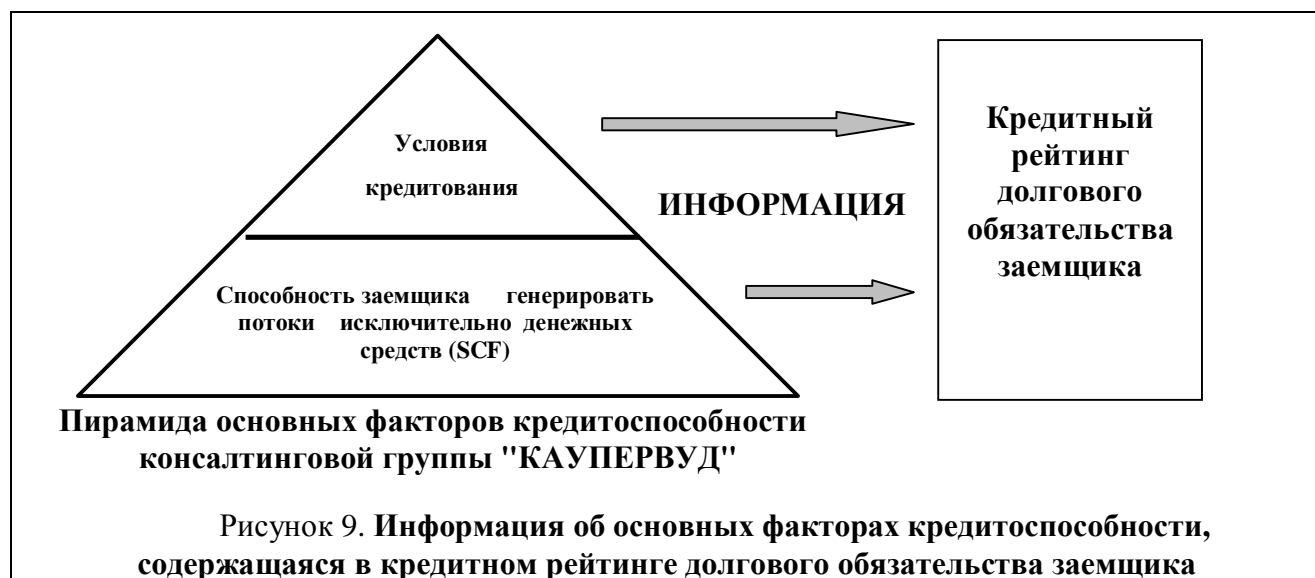 Условия
кредитования
Способность заемщика генерировать
потоки исключительно денежных
средств (SCF)
ИНФОРМАЦИЯ
Кредитный
рейтинг
долгового
обязательства
заемщика
Пирамида основных факторов кредитоспособности
консалтинговой группы "КАУПЕРВУД"
Рисунок 9. Информация об основных факторах кредитоспособности,
содержащаяся в кредитном рейтинге долгового обязательства заемщика